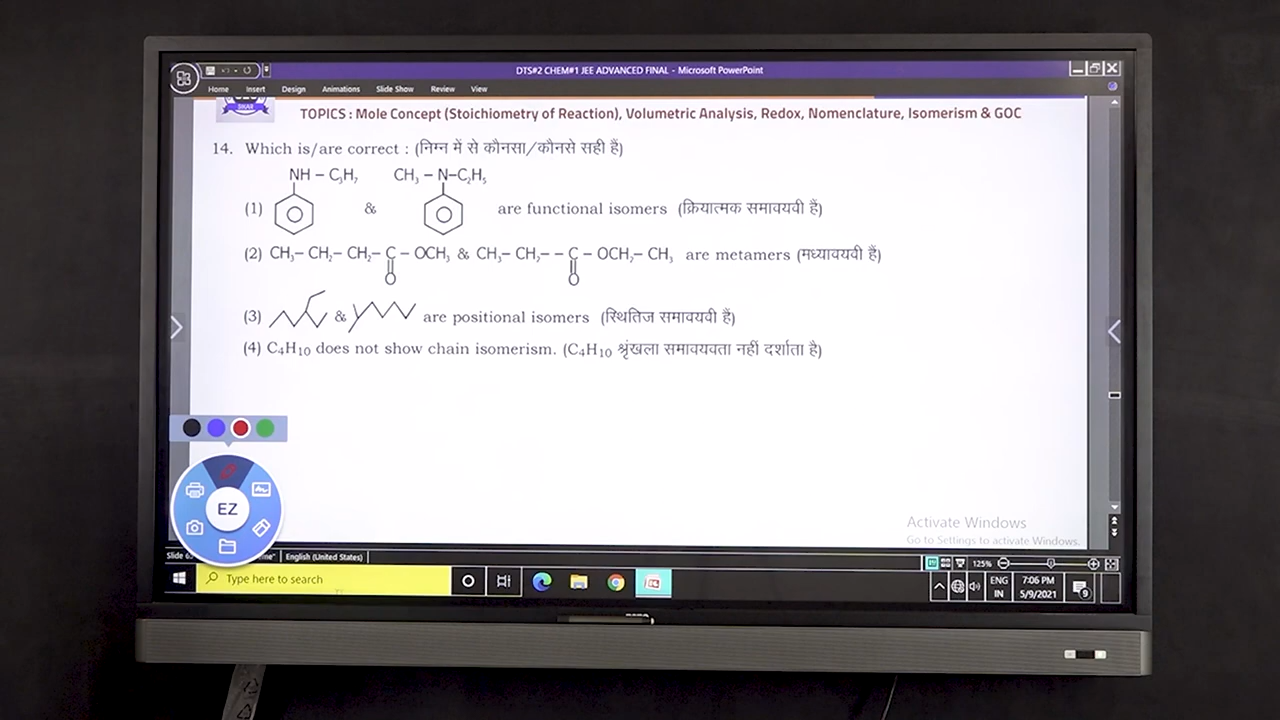 DTS#2 CHEM#1 JEE ADVANCED FINAL - Microsoft PowerPoint
Home Insert Design Animations Slide Show Review View
SIKAR
TOPICS : Mole Concept (Stoichiometry of Reaction), Volumetric Analysis, Redox, Nomenclature, Isomerism & GOC
14. Which is/are correct : (निम्न में से कौनसा/कौनसे सही हैं)
NH – C₃H₇ CH₃ – N–C₂H₅
(1) & are functional isomers (क्रियात्मक समावयवी हैं)
(2) CH₃– CH₂– CH₂– C – OCH₃ & CH₃– CH₂– – C – OCH₂– CH₃ are metamers (मध्यावयवी हैं)
O O
(3) & are positional isomers (स्थितिज समावयवी हैं)
(4) C₄H₁₀ does not show chain isomerism. (C₄H₁₀ श्रृंखला समावयवता नहीं दर्शाता है)
EZ
Activate Windows
Go to Settings to activate Windows.
English (United States) 125%
Type here to search
ENG 7:06 PM
IN 5/9/2021 9